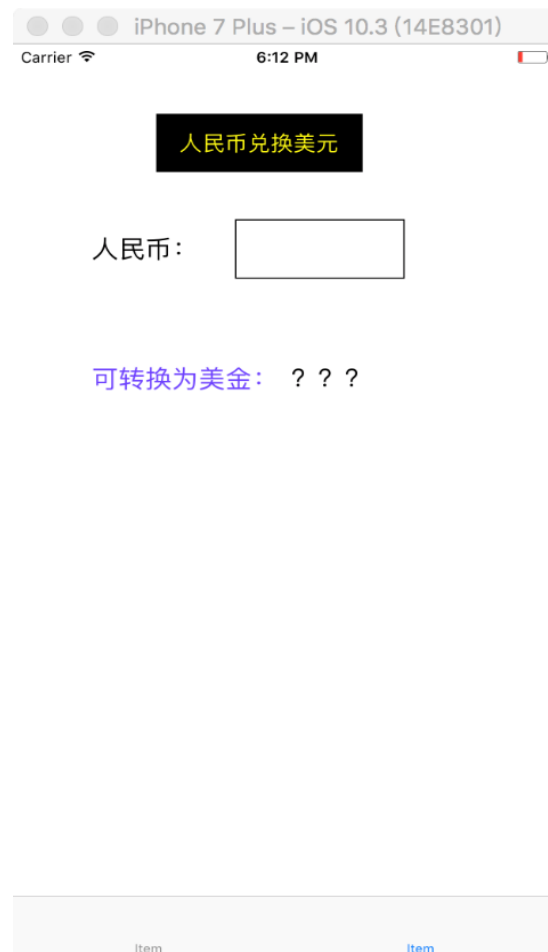 iPhone 7 Plus – iOS 10.3 (14E8301)
Carrier 6:12 PM
人民币兑换美元
人民币：
可转换为美金： ？？？
Item Item